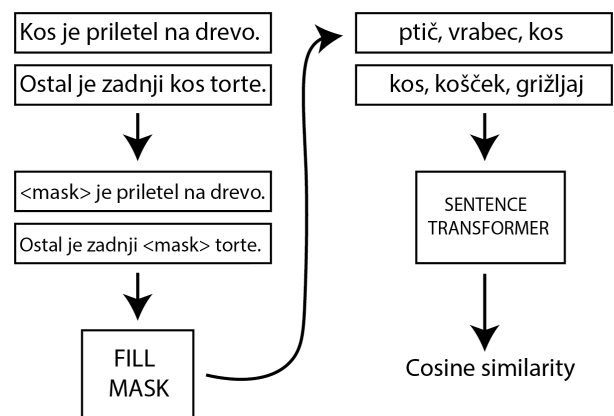 Kos je priletel na drevo.
Ostal je zadnji kos torte.
<mask> je priletel na drevo.
Ostal je zadnji <mask> torte.
FILL
MASK
ptič, vrabec, kos
kos, košček, grižljaj
SENTENCE
TRANSFORMER
Cosine similarity